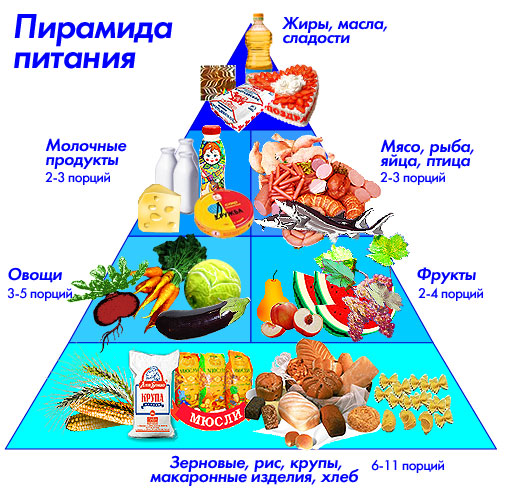 Пирамида
питания
Жиры, масла,
сладости
Молочные
продукты
2-3 порций
Мясо, рыба,
яйца, птица
2-3 порций
ДРУЖБА
Овощи
3-5 порций
Фрукты
2-4 порций
КРУПА
МЮСЛИ
Зерновые, рис, крупы,
макаронные изделия, хлеб
6-11 порций